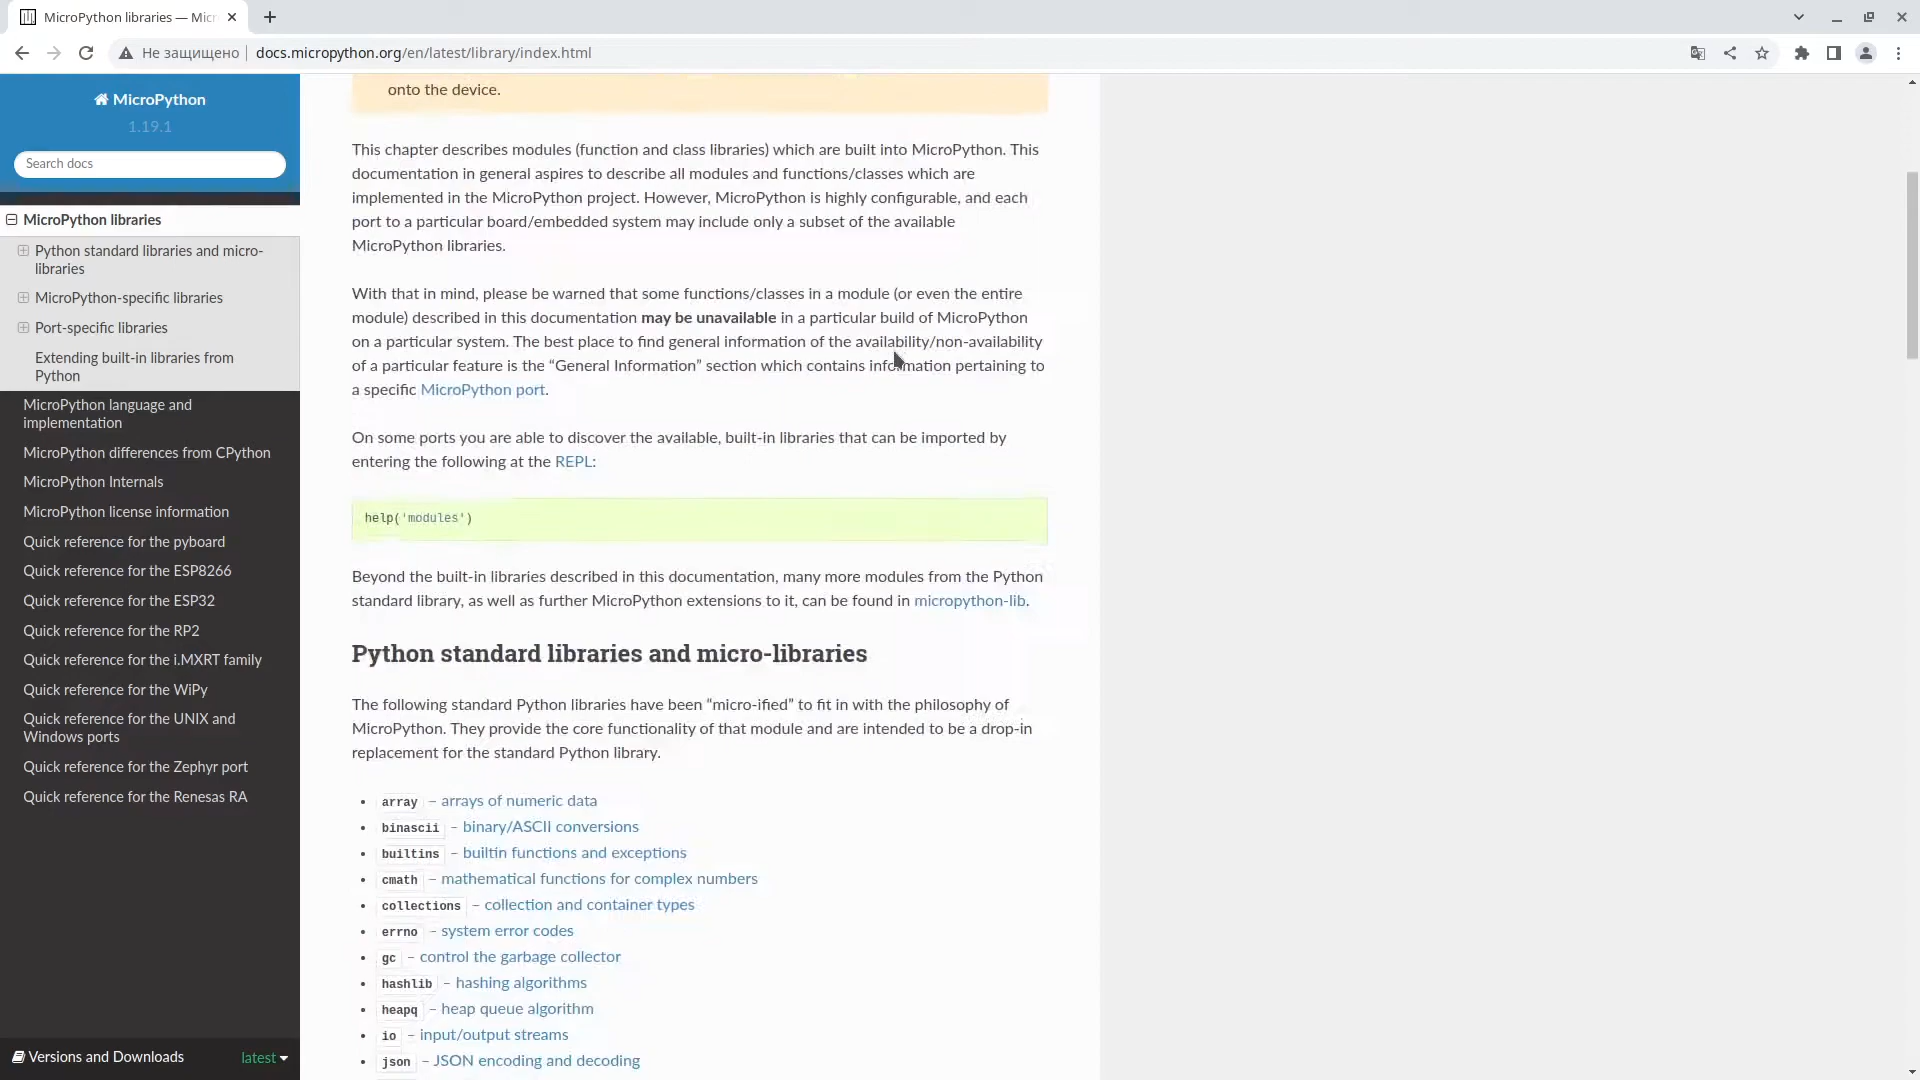 MicroPython libraries — Micr
Не защищено
docs.micropython.org/en/latest/library/index.html
MicroPython
1.19.1
Search docs
MicroPython libraries
Python standard libraries and micro-
libraries
MicroPython-specific libraries
Port-specific libraries
Extending built-in libraries from
Python
MicroPython language and
implementation
MicroPython differences from CPython
MicroPython Internals
MicroPython license information
Quick reference for the pyboard
Quick reference for the ESP8266
Quick reference for the ESP32
Quick reference for the RP2
Quick reference for the i.MXRT family
Quick reference for the WiPy
Quick reference for the UNIX and
Windows ports
Quick reference for the Zephyr port
Quick reference for the Renesas RA
Versions and Downloads latest
onto the device.
This chapter describes modules (function and class libraries) which are built into MicroPython. This
documentation in general aspires to describe all modules and functions/classes which are
implemented in the MicroPython project. However, MicroPython is highly configurable, and each
port to a particular board/embedded system may include only a subset of the available
MicroPython libraries.
With that in mind, please be warned that some functions/classes in a module (or even the entire
module) described in this documentation may be unavailable in a particular build of MicroPython
on a particular system. The best place to find general information of the availability/non-availability
of a particular feature is the “General Information” section which contains information pertaining to
a specific MicroPython port.
On some ports you are able to discover the available, built-in libraries that can be imported by
entering the following at the REPL:
help('modules')
Beyond the built-in libraries described in this documentation, many more modules from the Python
standard library, as well as further MicroPython extensions to it, can be found in micropython-lib.
Python standard libraries and micro-libraries
The following standard Python libraries have been “micro-ified” to fit in with the philosophy of
MicroPython. They provide the core functionality of that module and are intended to be a drop-in
replacement for the standard Python library.
• array – arrays of numeric data
• binascii – binary/ASCII conversions
• builtins – builtin functions and exceptions
• cmath – mathematical functions for complex numbers
• collections – collection and container types
• errno – system error codes
• gc – control the garbage collector
• hashlib – hashing algorithms
• heapq – heap queue algorithm
• io – input/output streams
• json – JSON encoding and decoding